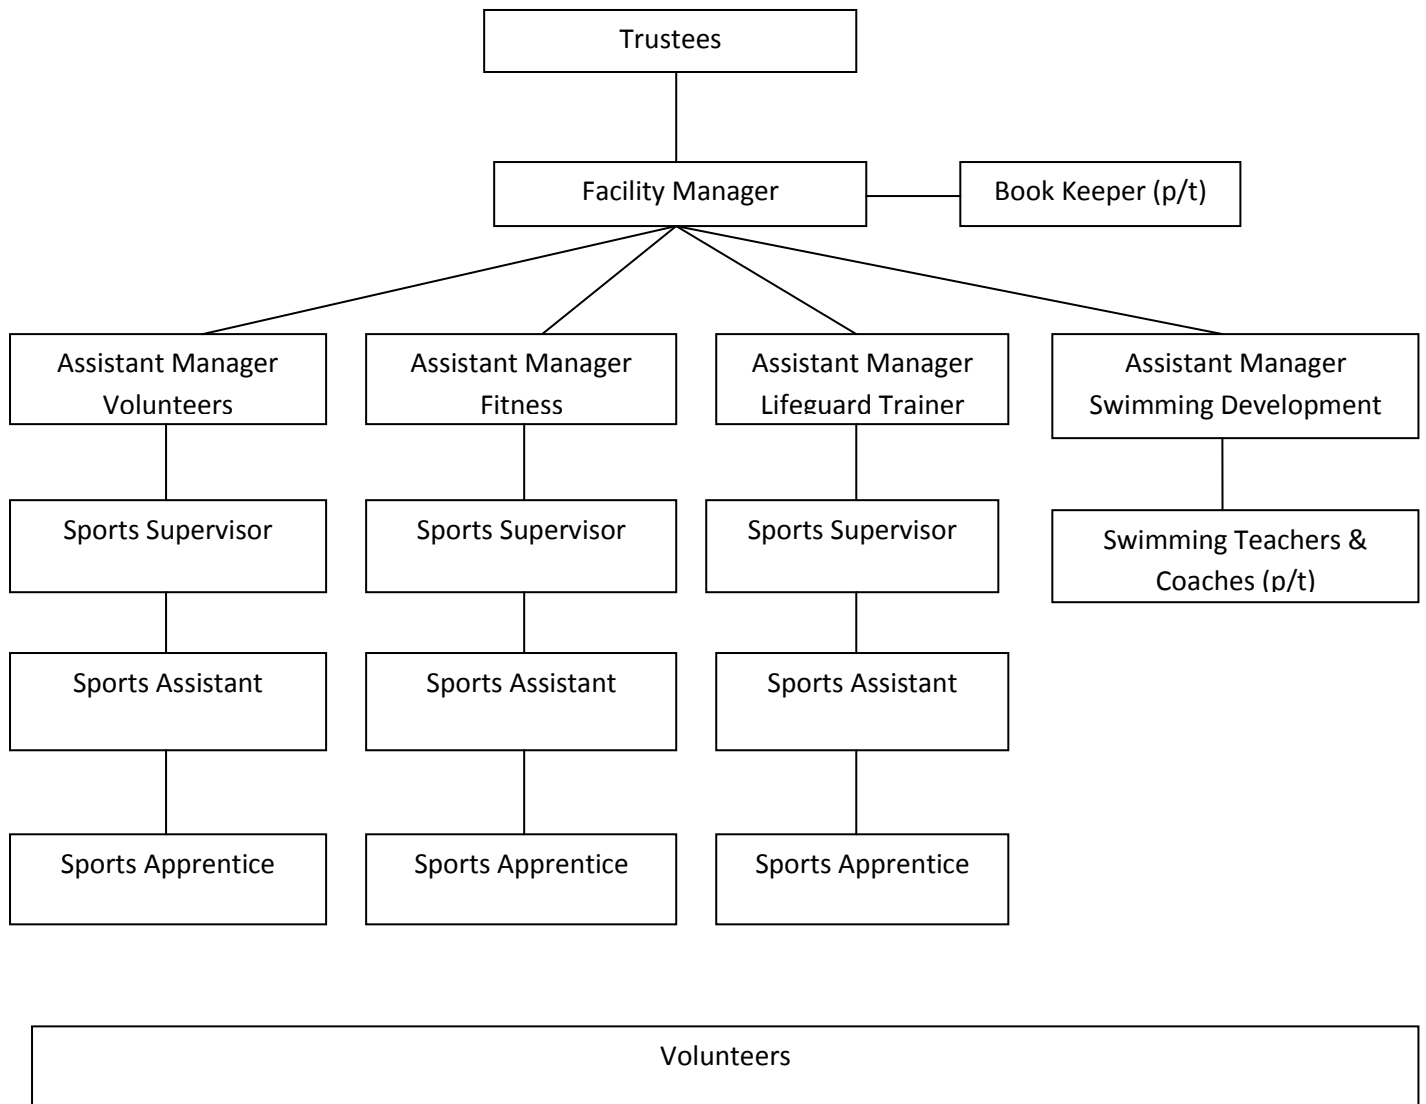 Trustees
Facility Manager
Book Keeper (p/t)
Assistant Manager
Volunteers
Assistant Manager
Fitness
Assistant Manager
Lifeguard Trainer
Assistant Manager
Swimming Development
Sports Supervisor
Sports Supervisor
Sports Supervisor
Swimming Teachers &
Coaches (p/t)
Sports Assistant
Sports Assistant
Sports Assistant
Sports Apprentice
Sports Apprentice
Sports Apprentice
Volunteers